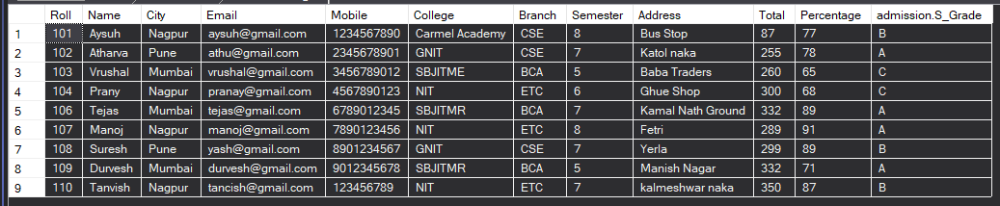 Roll Name City Email Mobile College Branch Semester Address Total Percentage admission.S_Grade
1 101 Aysuh Nagpur aysuh@gmail.com 1234567890 Carmel Academy CSE 8 Bus Stop 87 77 B
2 102 Atharva Pune athu@gmail.com 2345678901 GNIT CSE 7 Katol naka 255 78 A
3 103 Vrushal Mumbai vrushal@gmail.com 3456789012 SBJITME BCA 5 Baba Traders 260 65 C
4 104 Prany Nagpur pranay@gmail.com 4567890123 NIT ETC 6 Ghue Shop 300 68 C
5 106 Tejas Mumbai tejas@gmail.com 6789012345 SBJITMR BCA 7 Kamal Nath Ground 332 89 A
6 107 Manoj Nagpur manoj@gmail.com 7890123456 NIT ETC 8 Fetri 289 91 A
7 108 Suresh Pune yash@gmail.com 8901234567 GNIT CSE 7 Yerla 299 89 B
8 109 Durvesh Mumbai durvesh@gmail.com 9012345678 SBJITMR BCA 5 Manish Nagar 332 71 A
9 110 Tanvish Nagpur tancish@gmail.com 123456789 NIT ETC 7 kalmeshwar naka 350 87 B